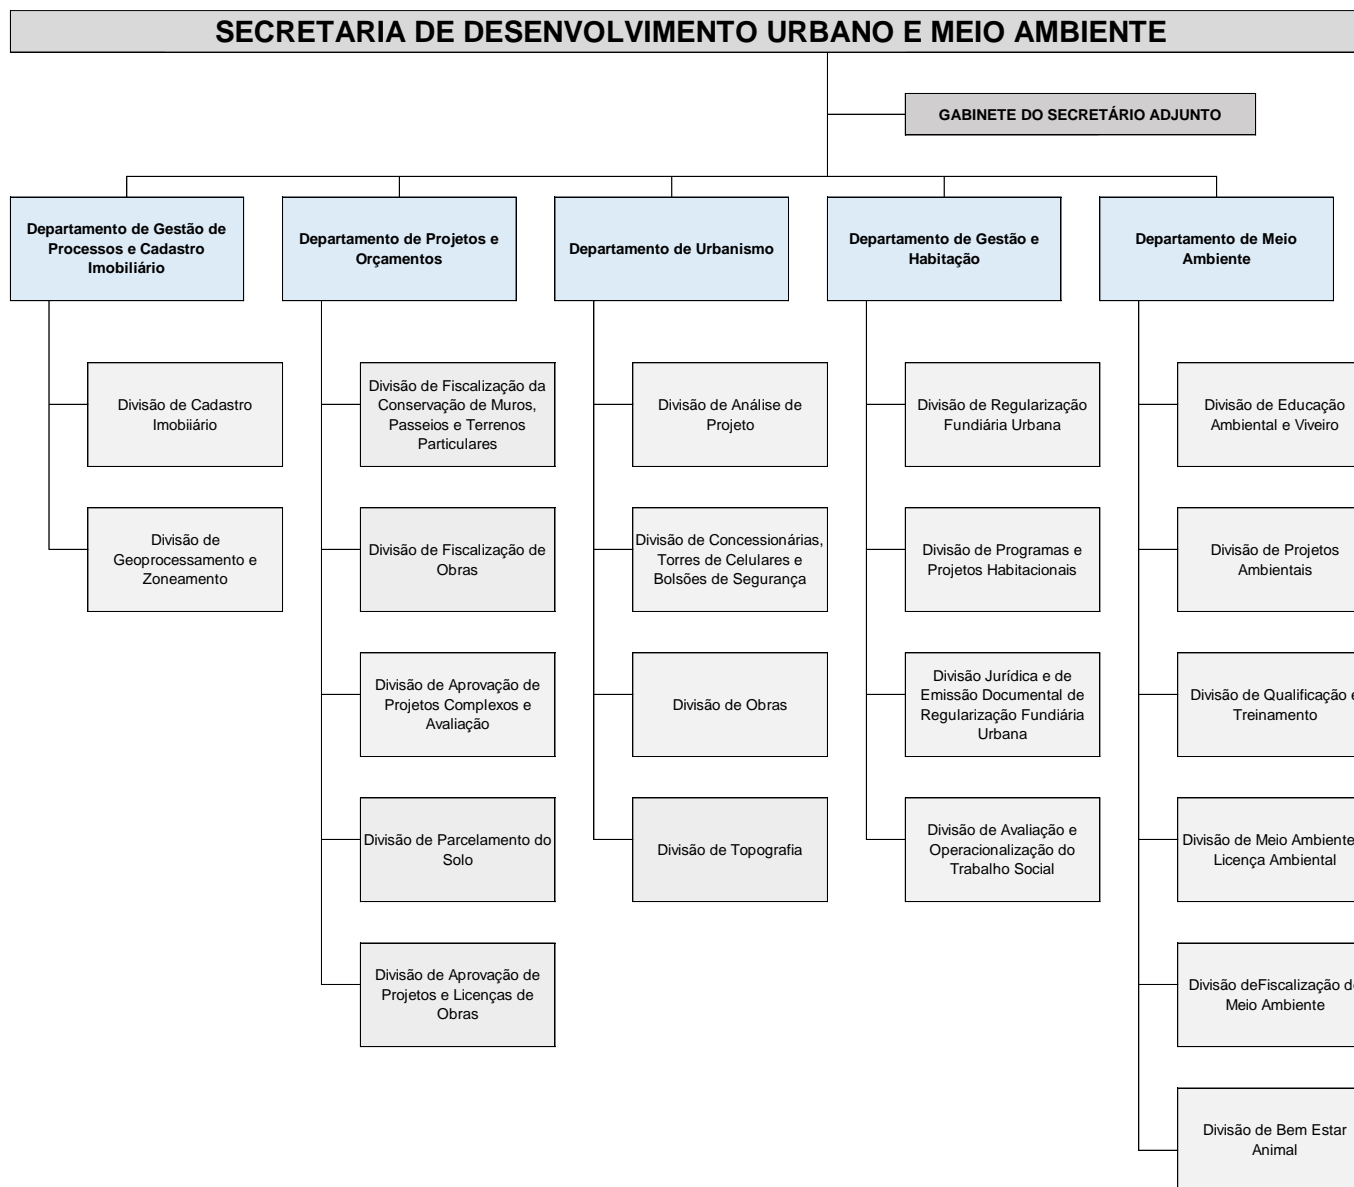 SECRETARIA DE DESENVOLVIMENTO URBANO E MEIO AMBIENTE
GABINETE DO SECRETÁRIO ADJUNTO
Departamento de Gestão de
Processos e Cadastro
Imobiliário
Departamento de Projetos e
Orçamentos
Departamento de Urbanismo
Departamento de Gestão e
Habitação
Departamento de Meio
Ambiente
Divisão de Cadastro
Imobiiário
Divisão de Fiscalização da
Conservação de Muros,
Passeios e Terrenos
Particulares
Divisão de Análise de
Projeto
Divisão de Regularização
Fundiária Urbana
Divisão de Educação
Ambiental e Viveiro
Divisão de
Geoprocessamento e
Zoneamento
Divisão de Fiscalização de
Obras
Divisão de Concessionárias,
Torres de Celulares e
Bolsões de Segurança
Divisão de Programas e
Projetos Habitacionais
Divisão de Projetos
Ambientais
Divisão de Aprovação de
Projetos Complexos e
Avaliação
Divisão de Obras
Divisão Jurídica e de
Emissão Documental de
Regularização Fundiária
Urbana
Divisão de Qualificação e
Treinamento
Divisão de Parcelamento do
Solo
Divisão de Topografia
Divisão de Avaliação e
Operacionalização do
Trabalho Social
Divisão de Meio Ambiente
Licença Ambiental
Divisão de Aprovação de
Projetos e Licenças de
Obras
Divisão deFiscalização
Meio Ambiente
Divisão de Bem Estar
Animal